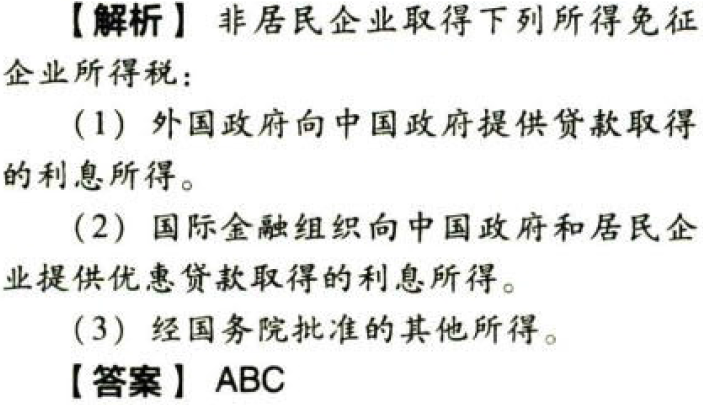 【解析】 非居民企业取得下列所得免征
企业所得税：
（1）外国政府向中国政府提供贷款取得
的利息所得。
（2）国际金融组织向中国政府和居民企
业提供优惠贷款取得的利息所得。
（3）经国务院批准的其他所得。
【答案】 ABC